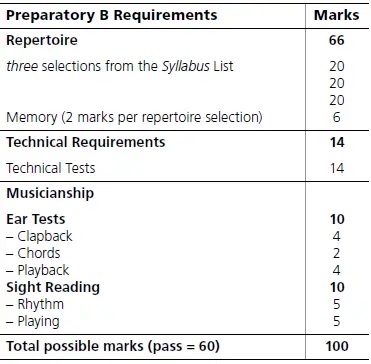 Preparatory B Requirements Marks
Repertoire 66
three selections from the Syllabus List 20
20
20
Memory (2 marks per repertoire selection) 6
Technical Requirements 14
Technical Tests 14
Musicianship
Ear Tests 10
– Clapback 4
– Chords 2
– Playback 4
Sight Reading 10
– Rhythm 5
– Playing 5
Total possible marks (pass = 60) 100